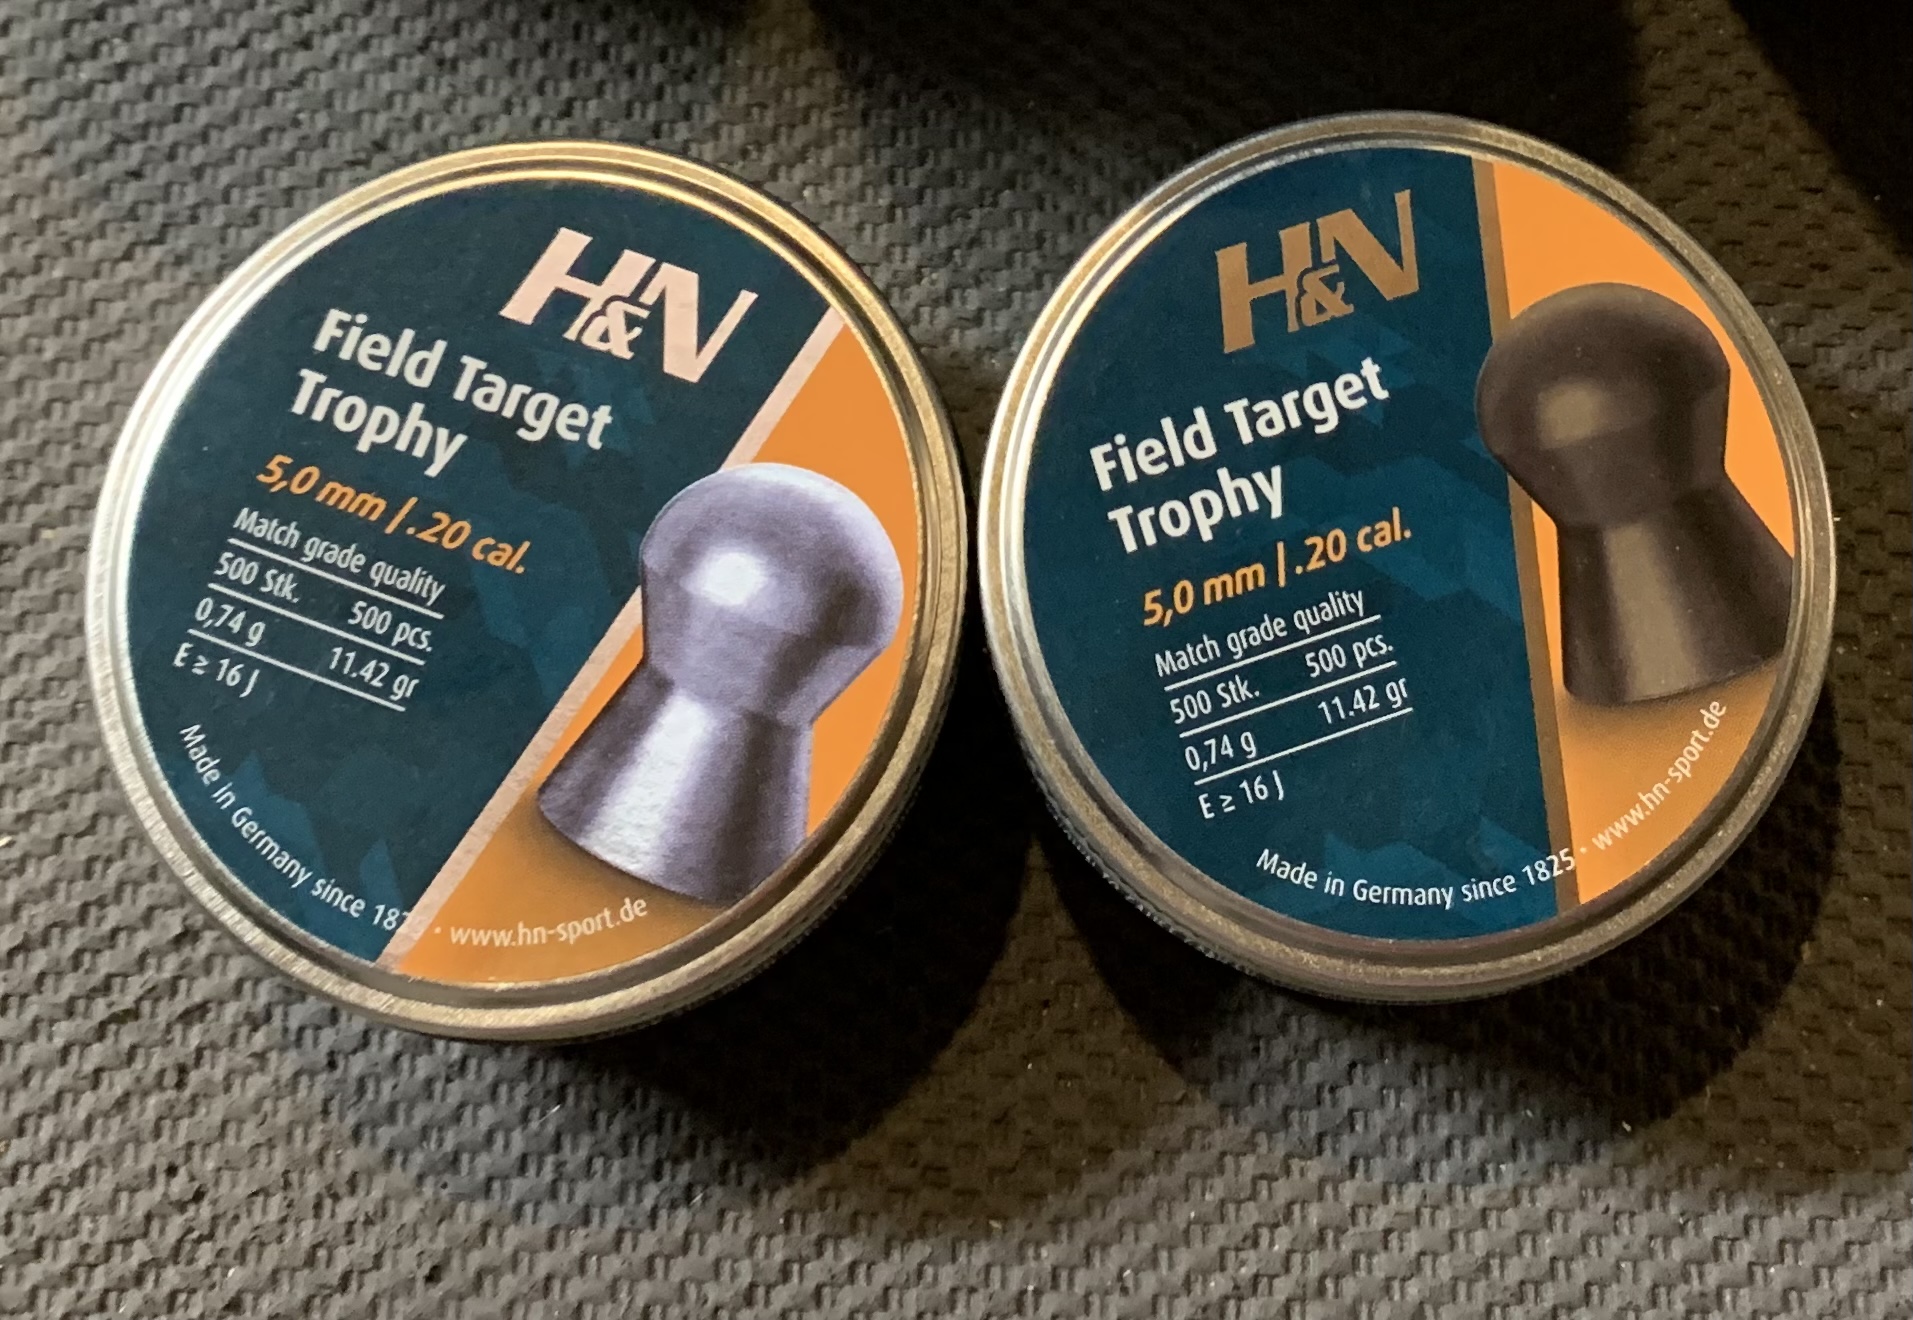 H&N
Field Target
Trophy
5,0 mm | .20 cal.
Match grade quality
500 Stk. 500 pcs.
0,74 g 11.42 gr
E ≥ 16 J
Made in Germany since · www.hn-sport.de
H&N
Field Target
Trophy
5,0 mm | .20 cal.
Match grade quality
500 Stk. 500 pcs.
0,74 g 11.42 gr
E ≥ 16 J
Made in Germany since 1825 · www.hn-sport.de